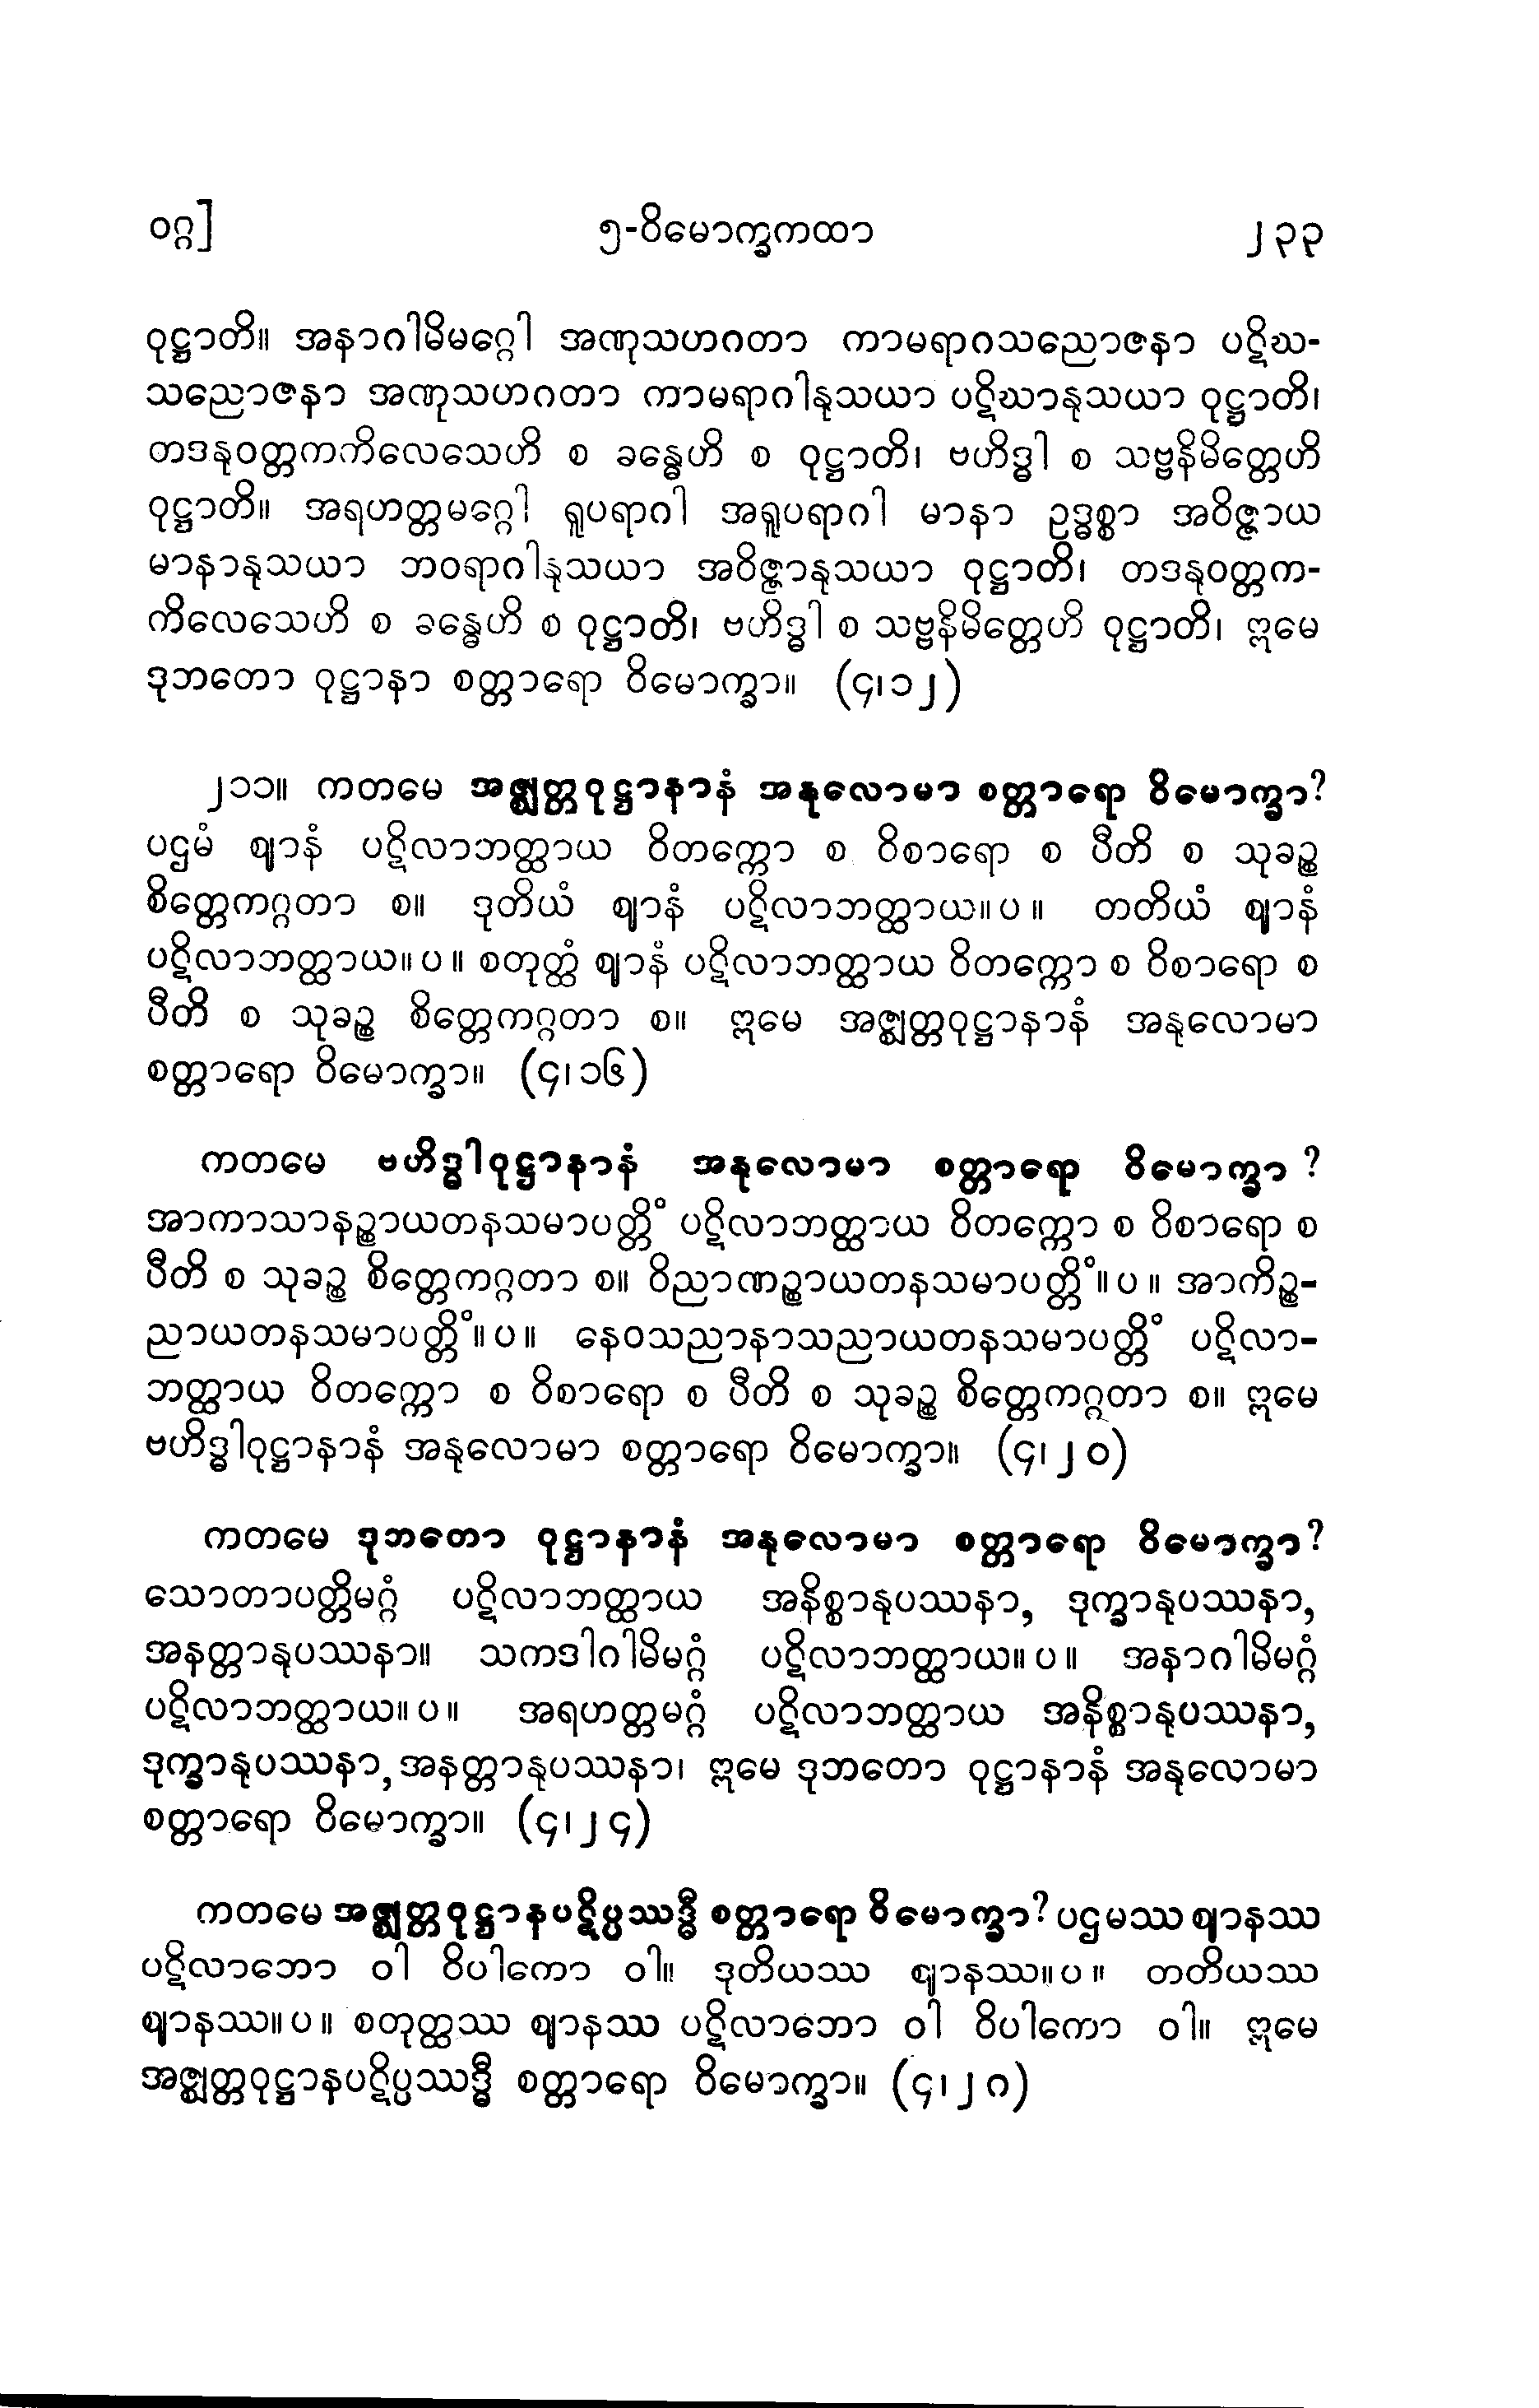 ဝဂ္ဂ]	၅-ဝိမောက္ခကထာ	၂၃၃
ဝုဋ္ဌာတိ။ အနာဂါမိမဂ္ဂေါ အဏုသဟဂတာ ကာမရာဂသညောဇနာ ပဋိဃ-
သညောဇနာ အဏုသဟဂတာ ကာမရာဂါနုသယာ ပဋိဃာနုသယာ ဝုဋ္ဌာတိ၊
တဒနုဝတ္တကကိလေသေဟိ စ ခန္ဓေဟိ စ ဝုဋ္ဌာတိ၊ ဗဟိဒ္ဓါ စ သဗ္ဗနိမိတ္တေဟိ
ဝုဋ္ဌာတိ။ အရဟတ္တမဂ္ဂေါ ရူပရာဂါ အရူပရာဂါ မာနာ ဥဒ္ဓစ္စာ အဝိဇ္ဇာယ
မာနာနုသယာ ဘဝရာဂါနုသယာ အဝိဇ္ဇာနုသယာ ဝုဋ္ဌာတိ၊ တဒနုဝတ္တက-
ကိလေသေဟိ စ ခန္ဓေဟိ စ ဝုဋ္ဌာတိ၊ ဗဟိဒ္ဓါ စ သဗ္ဗနိမိတ္တေဟိ ဝုဋ္ဌာတိ၊ ဣမေ
ဒုဘတော ဝုဋ္ဌာနာ စတ္တာရော ဝိမောက္ခာ။ (၄၊၁၂)
၂၁၁။ ကတမေ အဇ္ဈတ္တဝုဋ္ဌာနာနံ အနုလောမာ စတ္တာရော ဝိမောက္ခာ?
ပဌမံ ဈာနံ ပဋိလာဘတ္ထာယ ဝိတက္ကော စ ဝိစာရော စ ပီတိ စ သုခဉ္စ
စိတ္တေကဂ္ဂတာ စ။ ဒုတိယံ ဈာနံ ပဋိလာဘတ္ထာယ။ပ။ တတိယံ ဈာနံ
ပဋိလာဘတ္ထာယ။ပ။ စတုတ္ထံ ဈာနံ ပဋိလာဘတ္ထာယ ဝိတက္ကော စ ဝိစာရော စ
ပီတိ စ သုခဉ္စ စိတ္တေကဂ္ဂတာ စ။ ဣမေ အဇ္ဈတ္တဝုဋ္ဌာနာနံ အနုလောမာ
စတ္တာရော ဝိမောက္ခာ။ (၄၊၁၆)
ကတမေ ဗဟိဒ္ဓါဝုဋ္ဌာနာနံ အနုလောမာ စတ္တာရော ဝိမောက္ခာ ?
အာကာသာနဉ္စာယတနသမာပတ္တိံ ပဋိလာဘတ္ထာယ ဝိတက္ကော စ ဝိစာရော စ
ပီတိ စ သုခဉ္စ စိတ္တေကဂ္ဂတာ စ။ ဝိညာဏဉ္စာယတနသမာပတ္တိံ။ပ။ အာကိဉ္စ-
ညာယတနသမာပတ္တိံ။ပ။ နေဝသညာနာသညာယတနသမာပတ္တိံ ပဋိလာ-
ဘတ္ထာယ ဝိတက္ကော စ ဝိစာရော စ ပီတိ စ သုခဉ္စ စိတ္တေကဂ္ဂတာ စ။ ဣမေ
ဗဟိဒ္ဓါဝုဋ္ဌာနာနံ အနုလောမာ စတ္တာရော ဝိမောက္ခာ။ (၄၊၂၀)
ကတမေ ဒုဘတော ဝုဋ္ဌာနာနံ အနုလောမာ စတ္တာရော ဝိမောက္ခာ?
သောတာပတ္တိမဂ္ဂံ ပဋိလာဘတ္ထာယ အနိစ္စာနုပဿနာ, ဒုက္ခာနုပဿနာ,
အနတ္တာနုပဿနာ။ သကဒါဂါမိမဂ္ဂံ ပဋိလာဘတ္ထာယ။ပ။ အနာဂါမိမဂ္ဂံ
ပဋိလာဘတ္ထာယ။ပ။ အရဟတ္တမဂ္ဂံ ပဋိလာဘတ္ထာယ အနိစ္စာနုပဿနာ,
ဒုက္ခာနုပဿနာ, အနတ္တာနုပဿနာ၊ ဣမေ ဒုဘတော ဝုဋ္ဌာနာနံ အနုလောမာ
စတ္တာရော ဝိမောက္ခာ။ (၄၊၂၄)
ကတမေ အဇ္ဈတ္တဝုဋ္ဌာနပဋိပ္ပဿဒ္ဓီ စတ္တာရော ဝိမောက္ခာ? ပဌမဿ ဈာနဿ
ပဋိလာဘော ဝါ ဝိပါကော ဝါ။ ဒုတိယဿ ဈာနဿ။ပ။ တတိယဿ
ဈာနဿ။ပ။ စတုတ္ထဿ ဈာနဿ ပဋိလာဘော ဝါ ဝိပါကော ဝါ။ ဣမေ
အဇ္ဈတ္တဝုဋ္ဌာနပဋိပ္ပဿဒ္ဓီ စတ္တာရော ဝိမောက္ခာ။ (၄၊၂၈)